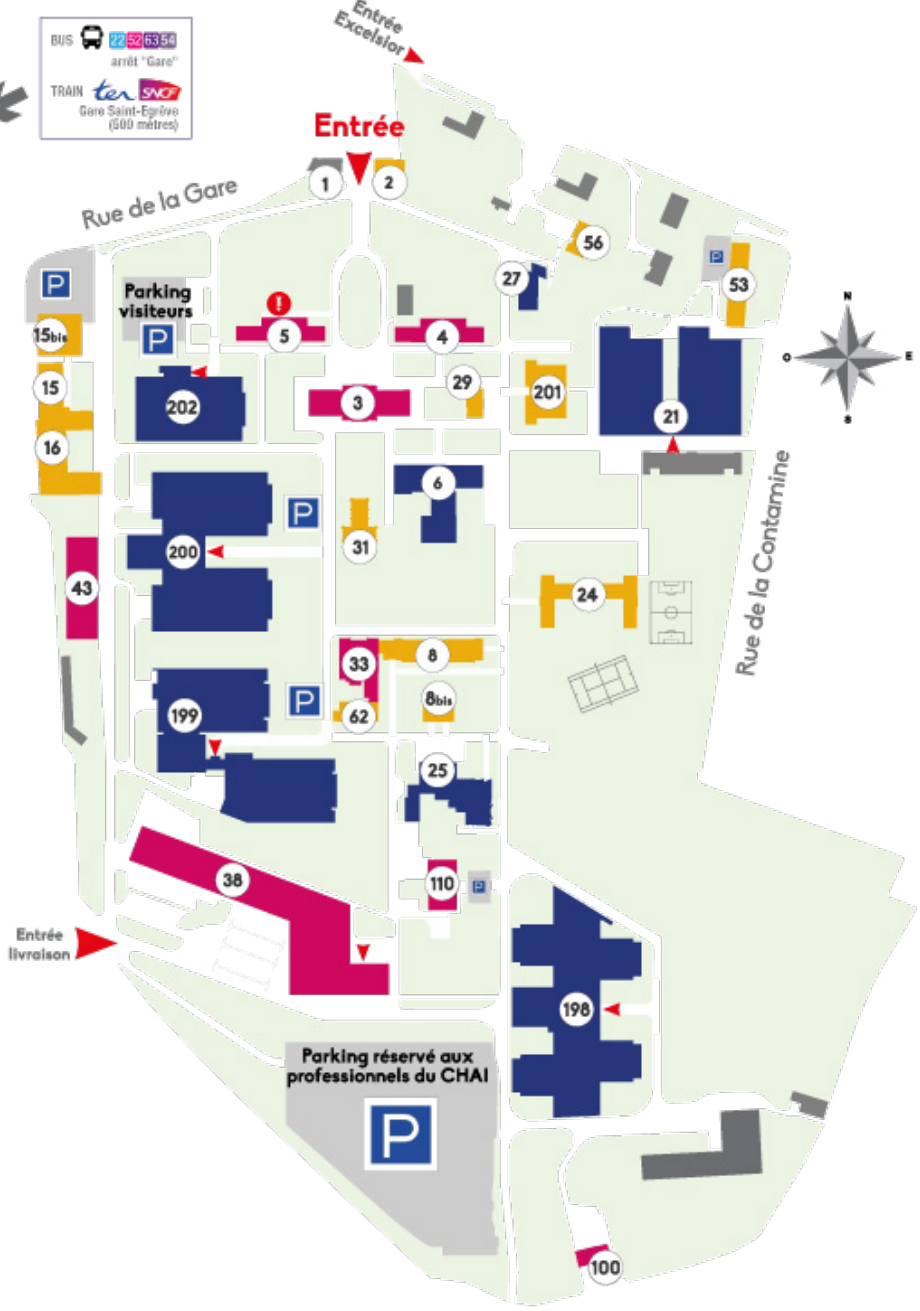 BUS 22 52 63 54
arrêt "Gare"
TRAIN ter SNCF
Gare Saint-Egrève
(500 mètres)
Entrée
Excelsior
Entrée
Rue de la Gare
1
2
56
27
P
53
P
15bis
Parking
visiteurs
P
!
5
4
N
O
E
S
15
29
201
202
3
21
16
6
P
31
200
Rue de la Contamine
43
24
33
8
8bis
P
62
199
25
38
110
P
Entrée
livraison
198
Parking réservé aux
professionnels du CHAI
P
100